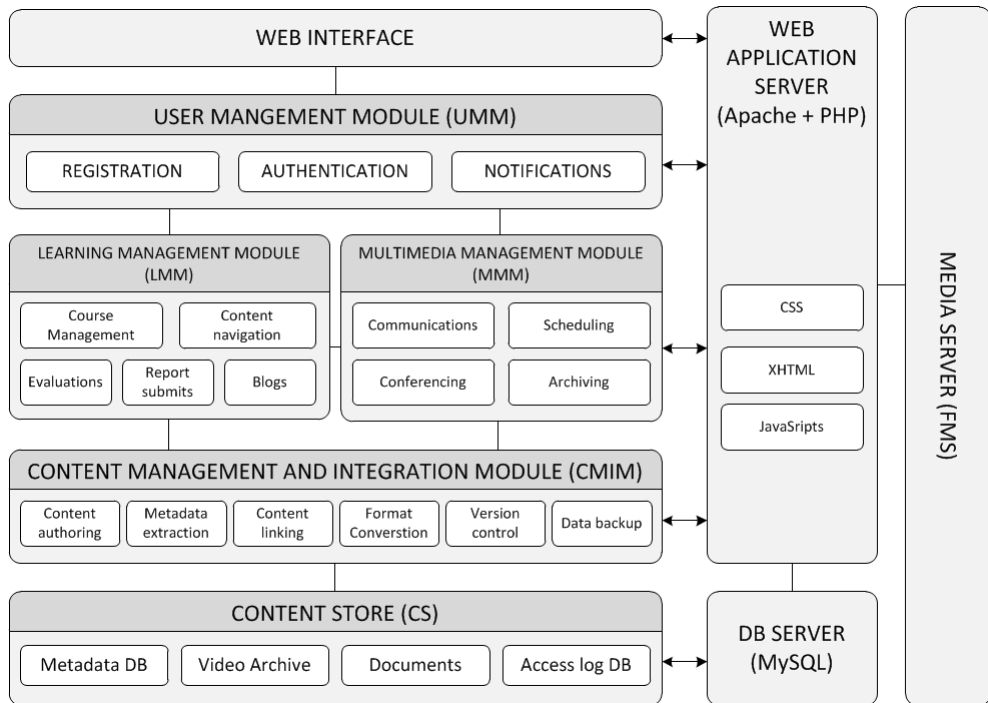 WEB INTERFACE
USER MANGEMENT MODULE (UMM)
REGISTRATION
AUTHENTICATION
NOTIFICATIONS
LEARNING MANAGEMENT MODULE
(LMM)
Course
Management
Content
navigation
Evaluations
Report
submits
Blogs
MULTIMEDIA MANAGEMENT MODULE
(MMM)
Communications
Scheduling
Conferencing
Archiving
CONTENT MANAGEMENT AND INTEGRATION MODULE (CMIM)
Content
authoring
Metadata
extraction
Content
linking
Format
Converstion
Version
control
Data backup
CONTENT STORE (CS)
Metadata DB
Video Archive
Documents
Access log DB
WEB
APPLICATION
SERVER
(Apache + PHP)
CSS
XHTML
JavaSripts
DB SERVER
(MySQL)
MEDIA SERVER (FMS)